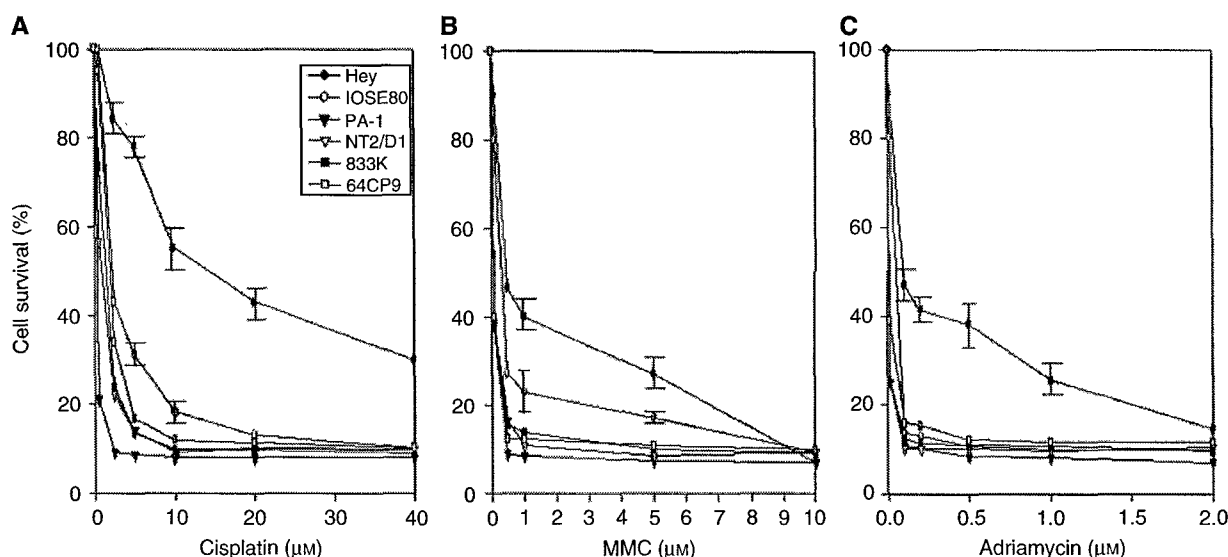 A
B
C
Cell survival (%)
100
80
60
40
20
0
Hey
IOSE80
PA-1
NT2/D1
833K
64CP9
0 10 20 30 40
Cisplatin (μM)
100
80
60
40
20
0
0 1 2 3 4 5 6 7 8 9 10
MMC (μM)
100
80
60
40
20
0
0.0 0.5 1.0 1.5 2.0
Adriamycin (μM)